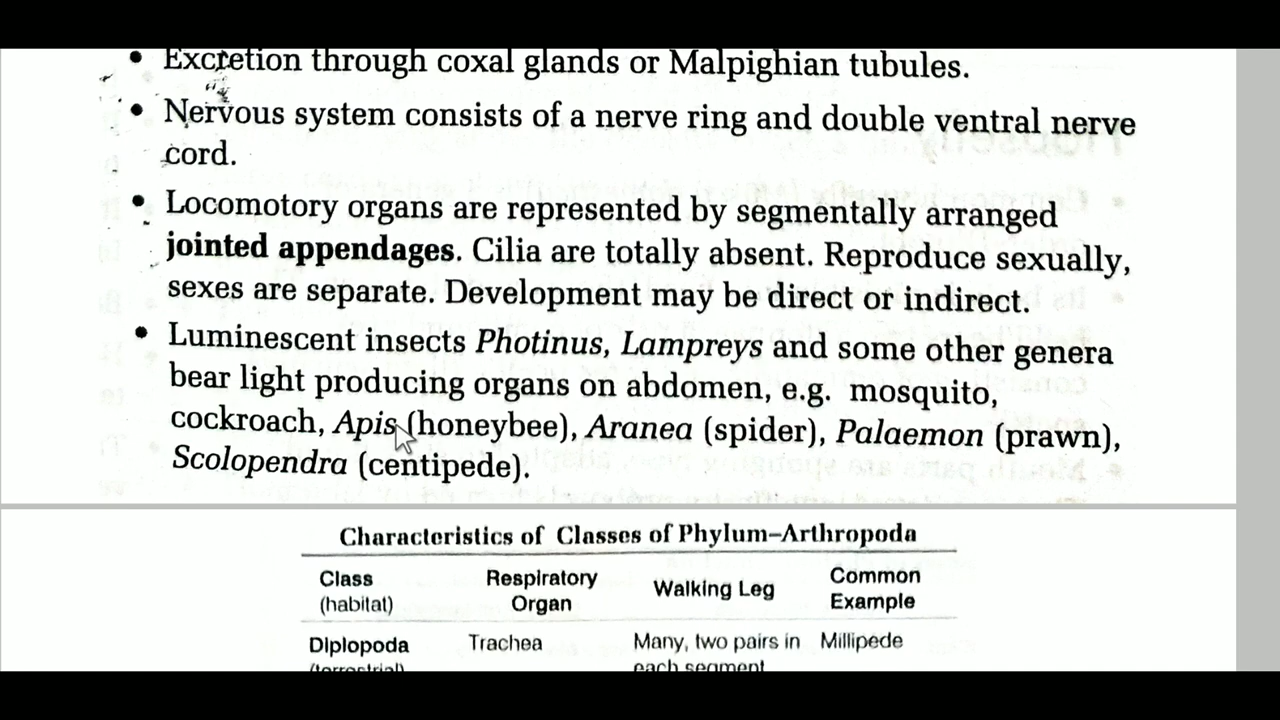 • Excretion through coxal glands or Malpighian tubules.
• Nervous system consists of a nerve ring and double ventral nerve
cord.
• Locomotory organs are represented by segmentally arranged
jointed appendages. Cilia are totally absent. Reproduce sexually,
sexes are separate. Development may be direct or indirect.
• Luminescent insects Photinus, Lampreys and some other genera
bear light producing organs on abdomen, e.g. mosquito,
cockroach, Apis (honeybee), Aranea (spider), Palaemon (prawn),
Scolopendra (centipede).
Characteristics of Classes of Phylum–Arthropoda
Class (habitat) Respiratory Organ Walking Leg Common Example
Diplopoda Trachea Many, two pairs in Millipede
(terrestrial) each segment